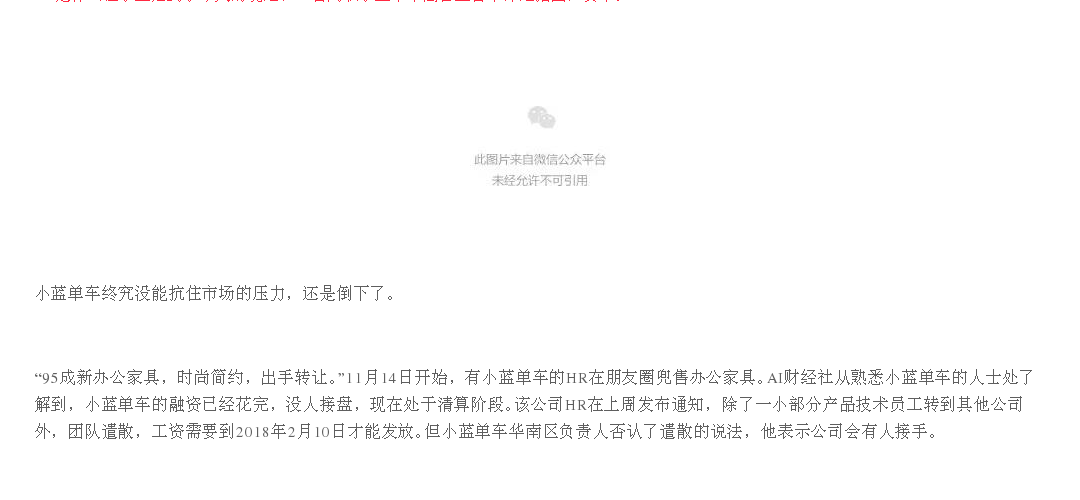 此图片来自微信公众平台
未经允许不可引用
小蓝单车终究没能抗住市场的压力，还是倒下了。
“95成新办公家具，时尚简约，出手转让。”11月14日开始，有小蓝单车的HR在朋友圈兜售办公家具。AI财经社从熟悉小蓝单车的人士处了
解到，小蓝单车的融资已经花完，没人接盘，现在处于清算阶段。该公司HR在上周发布通知，除了一小部分产品技术员工转到其他公司
外，团队遣散，工资需要到2018年2月10日才能发放。但小蓝单车华南区负责人否认了遣散的说法，他表示公司会有人接手。